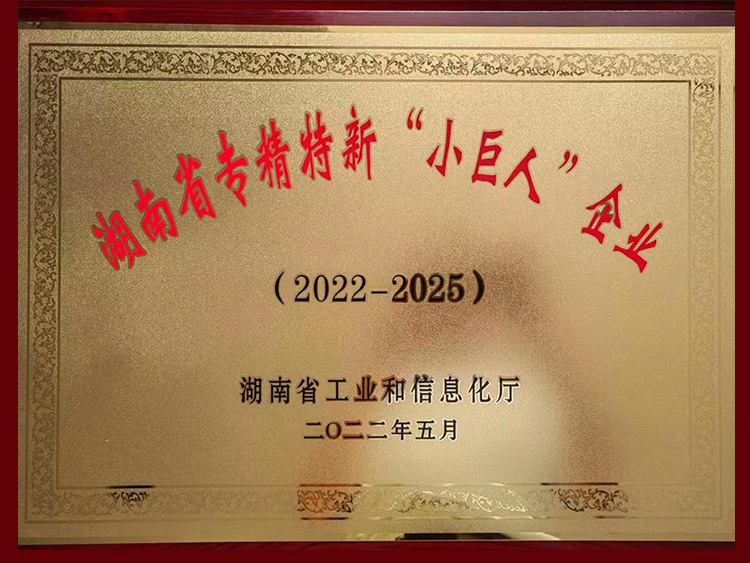 湖南省专精特新“小巨人”企业
（2022-2025）
湖南省工业和信息化厅
二〇二二年五月